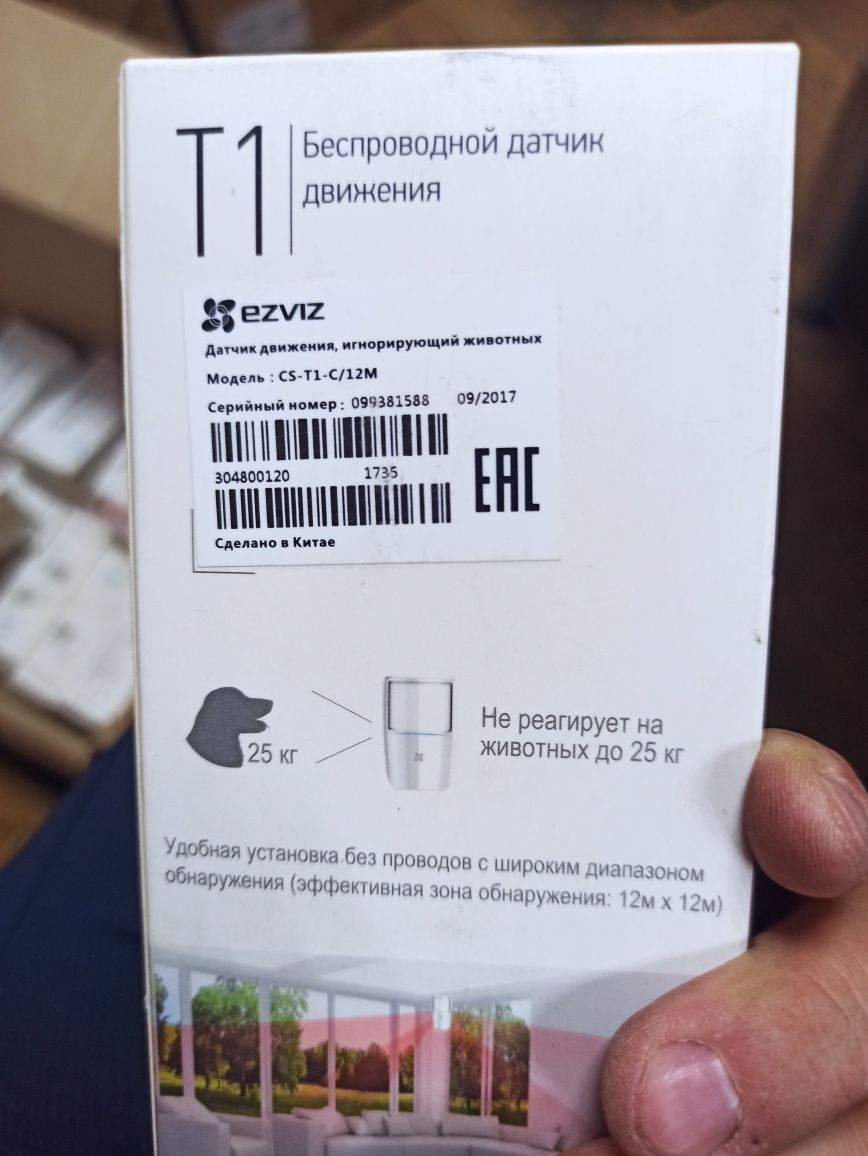 T1
Беспроводной датчик
движения
ezviz
Датчик движения, игнорирующий животных
Модель : CS-T1-C/12M
Серийный номер : 099381588 09/2017
304800120 1735
EAC
Сделано в Китае
25 кг
Не реагирует на
животных до 25 кг
Удобная установка без проводов с широким диапазоном
обнаружения (эффективная зона обнаружения: 12м x 12м)